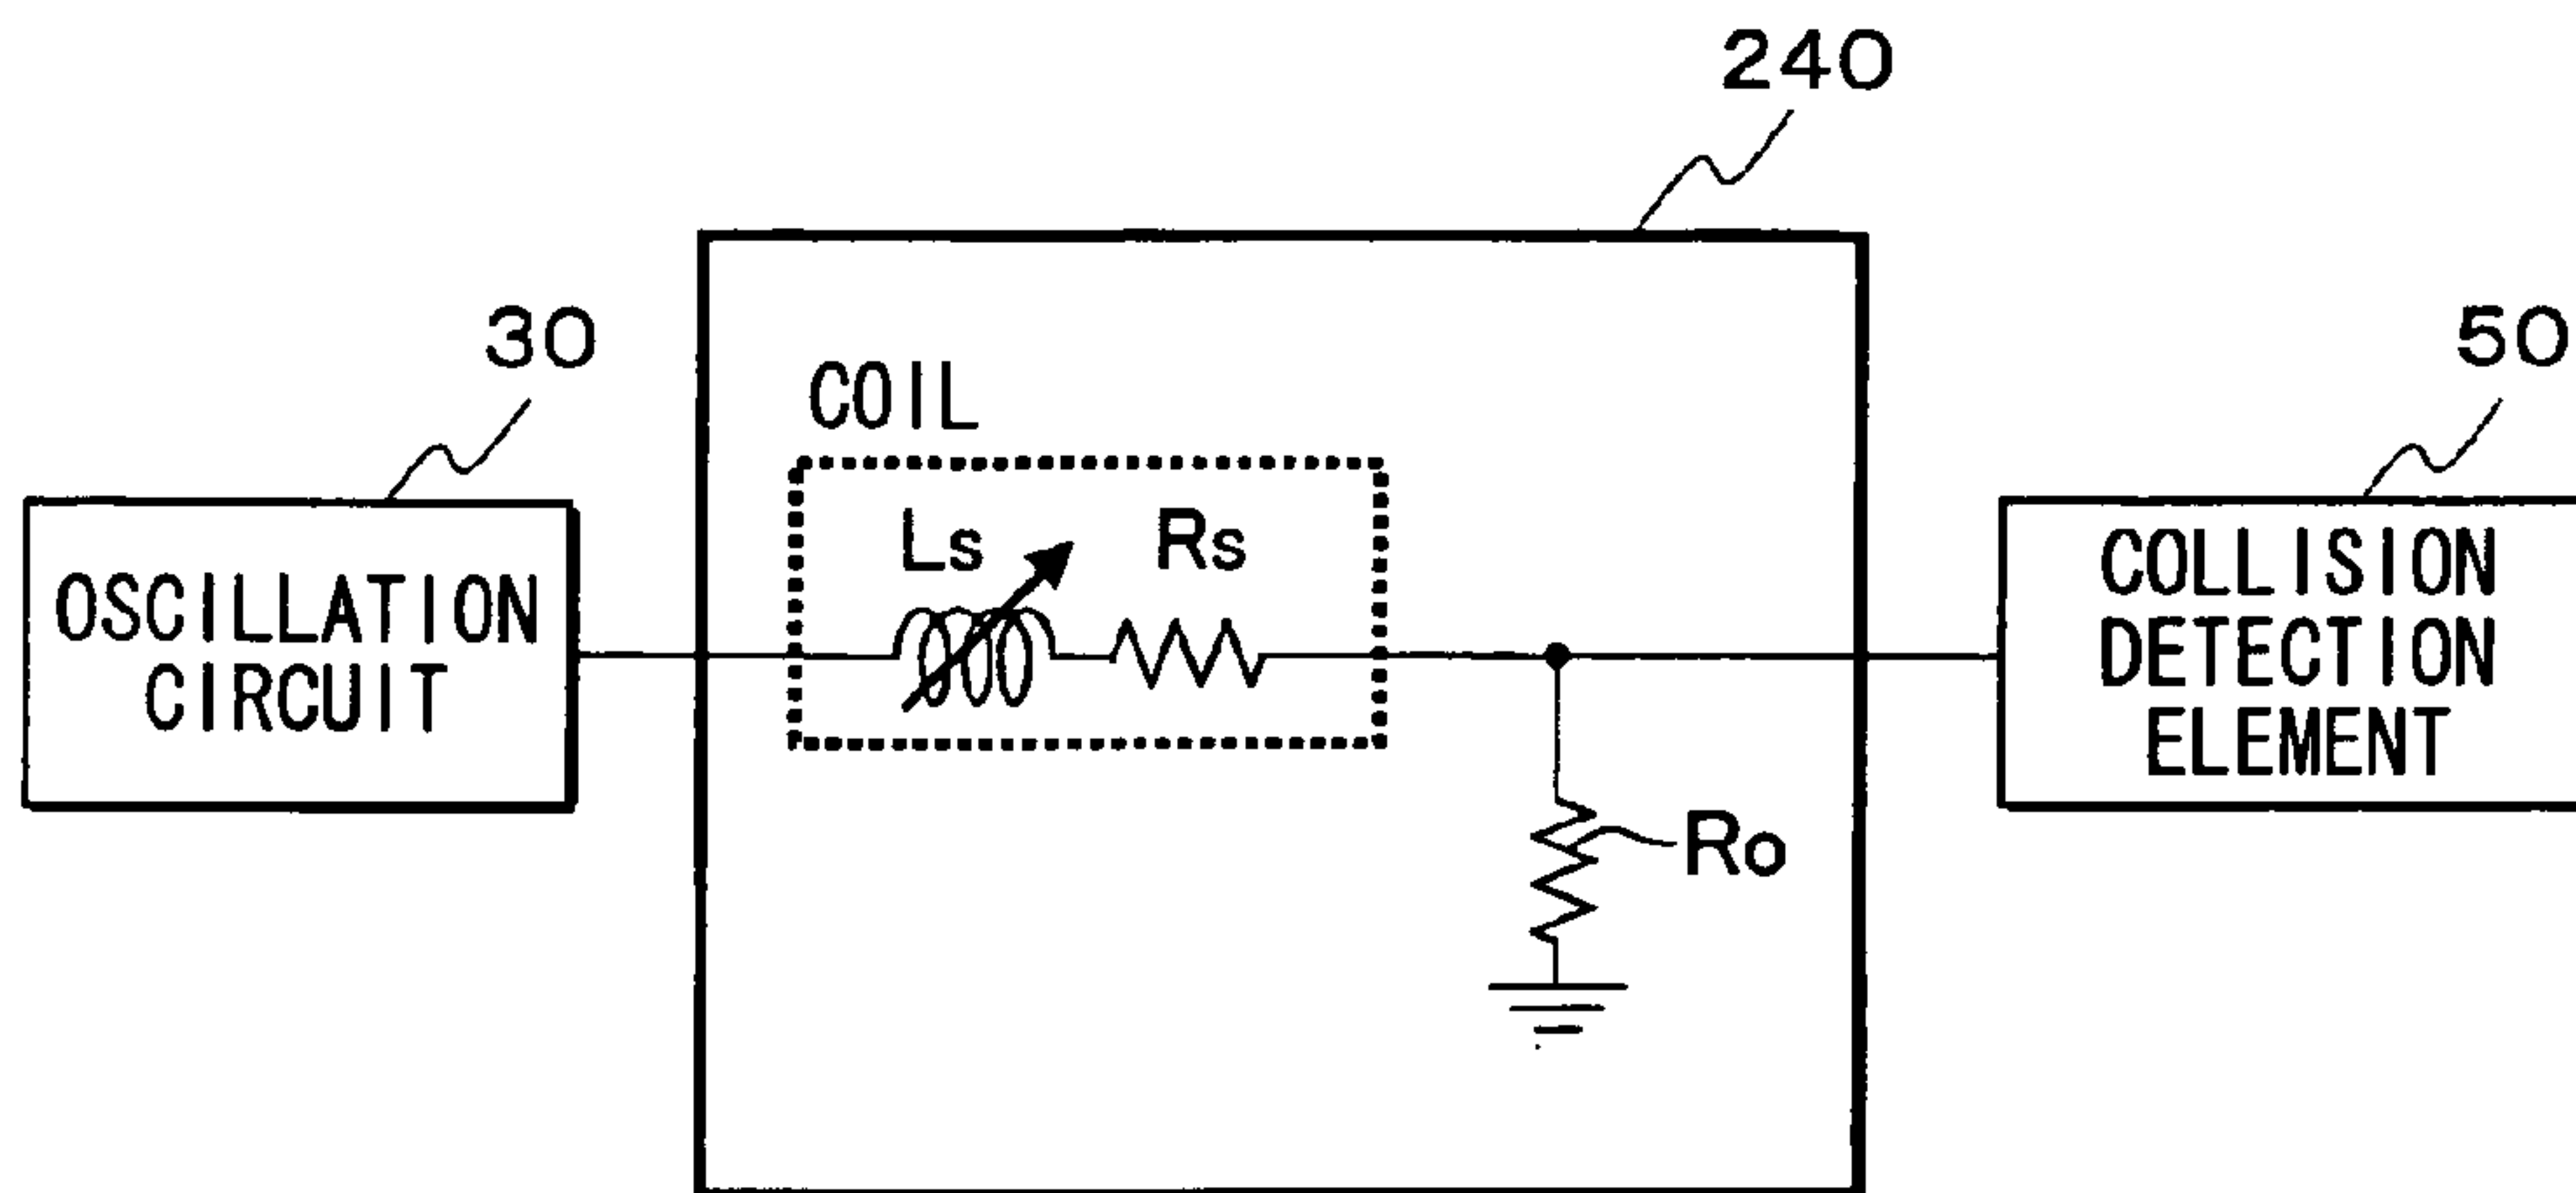 240
30
50
COIL
Ls
Rs
OSCILLATION
CIRCUIT
COLLISION
DETECTION
ELEMENT
Ro